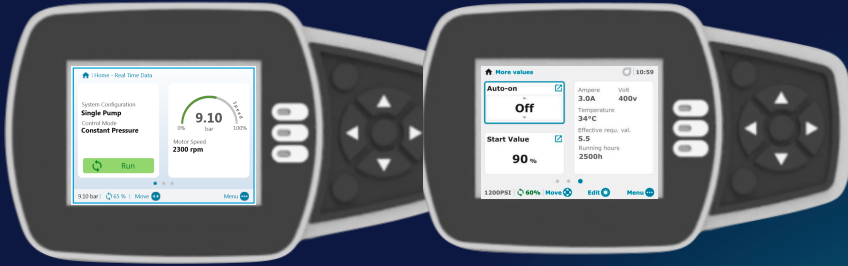 Home - Real Time Data
System Configuration
Single Pump
Control Mode
Constant Pressure
Run
Speed
9.10
0% bar 100%
Motor Speed
2300 rpm
9.10 bar 65 % Move Menu
More values 10:59
Auto-on
Off
Start Value
90 %
Ampere Volt
3.0A 400v
Temperature
34°C
Effective requ. val.
5.5
Running hours
2500h
1200PSI 60% Move Edit Menu